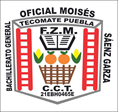 OFICIAL MOISÉS
SÁENZ GARZA
BACHILLERATO GENERAL
TECOMATE PUEBLA
F.Z.M.
C.C.T.
21EBH0465E